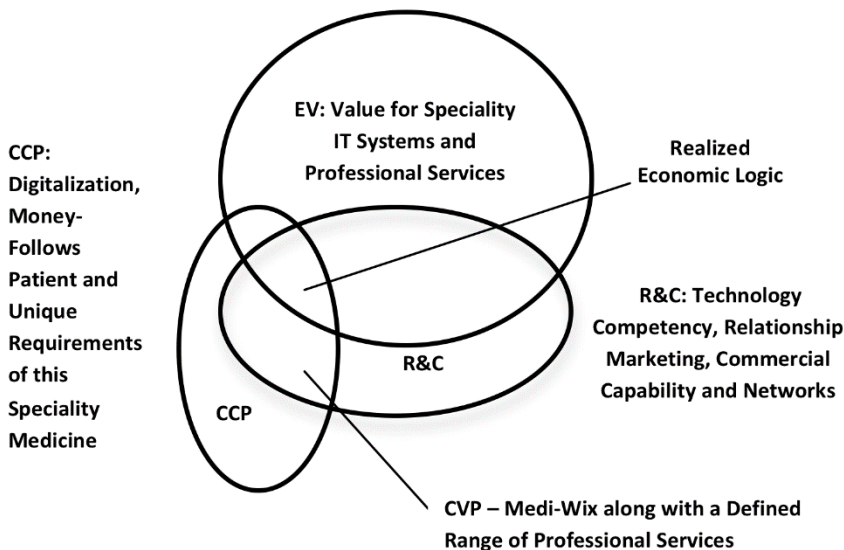 EV: Value for Speciality
IT Systems and
Professional Services
CCP:
Digitalization,
Money-
Follows
Patient and
Unique
Requirements
of this
Speciality
Medicine
Realized
Economic Logic
R&C: Technology
Competency, Relationship
Marketing, Commercial
Capability and Networks
R&C
CCP
CVP – Medi-Wix along with a Defined
Range of Professional Services